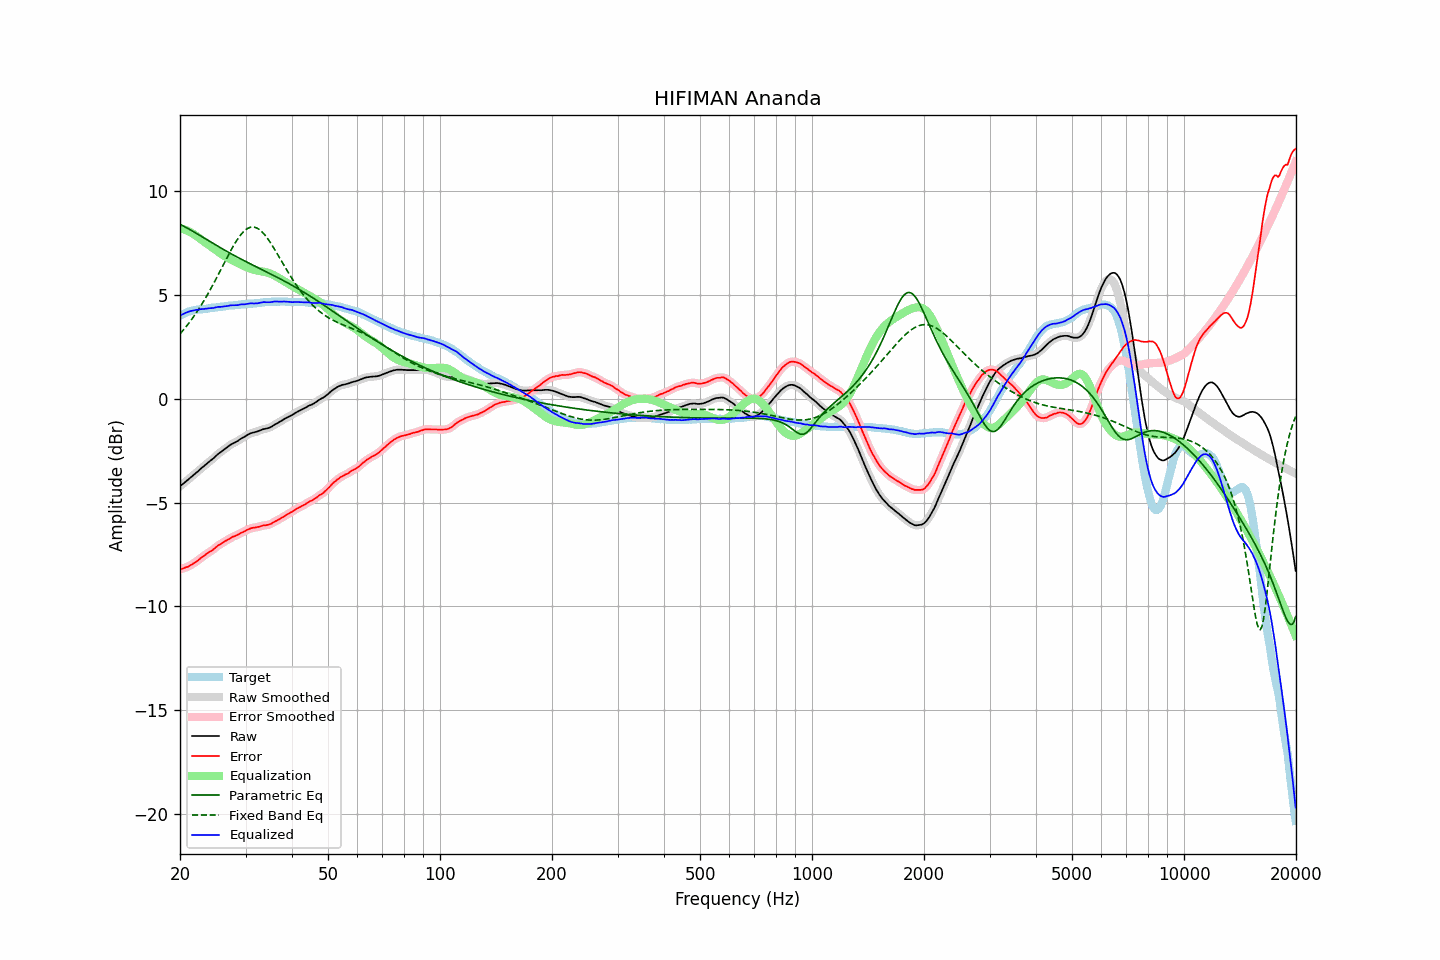 HIFIMAN Ananda
Amplitude (dBr)
10
5
0
−5
−10
−15
−20
Target
Raw Smoothed
Error Smoothed
Raw
Error
Equalization
Parametric Eq
Fixed Band Eq
Equalized
20 50 100 200 500 1000 2000 5000 10000 20000
Frequency (Hz)